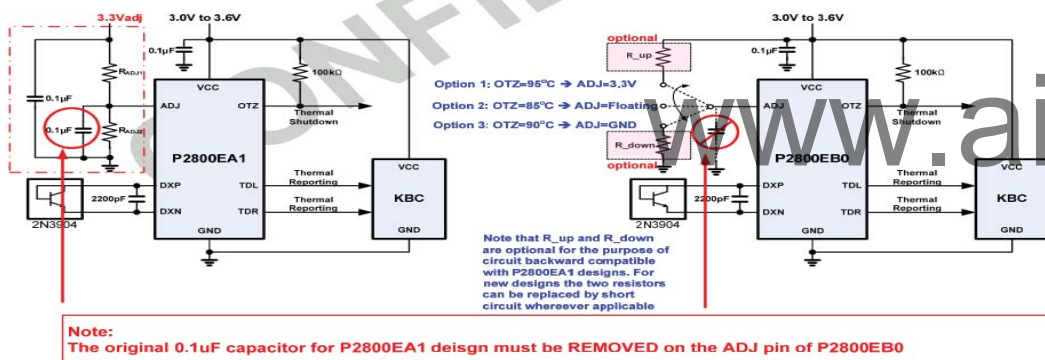 3.3Vadj
3.0V to 3.6V
0.1µF
RADJ1
100kΩ
VCC
0.1µF
ADJ
OTZ
Thermal
Shutdown
0.1µF
RADJ2
P2800EA1
VCC
Thermal
Reporting
DXP
TDL
KBC
2200pF
Thermal
Reporting
DXN
TDR
2N3904
GND
GND
3.0V to 3.6V
optional
R_up
0.1µF
100kΩ
Option 1: OTZ=95°C → ADJ=3.3V
VCC
Option 2: OTZ=85°C → ADJ=Floating
ADJ
OTZ
Thermal
Shutdown
Option 3: OTZ=90°C → ADJ=GND
R_down
optional
P2800EB0
VCC
Thermal
Reporting
DXP
TDL
KBC
2200pF
Thermal
Reporting
DXN
TDR
2N3904
GND
GND
Note that R_up and R_down
are optional for the purpose of
circuit backward compatible
with P2800EA1 designs. For
new designs the two resistors
can be replaced by short
circuit whereever applicable
Note:
The original 0.1uF capacitor for P2800EA1 deisgn must be REMOVED on the ADJ pin of P2800EB0
CONFI
www.ai